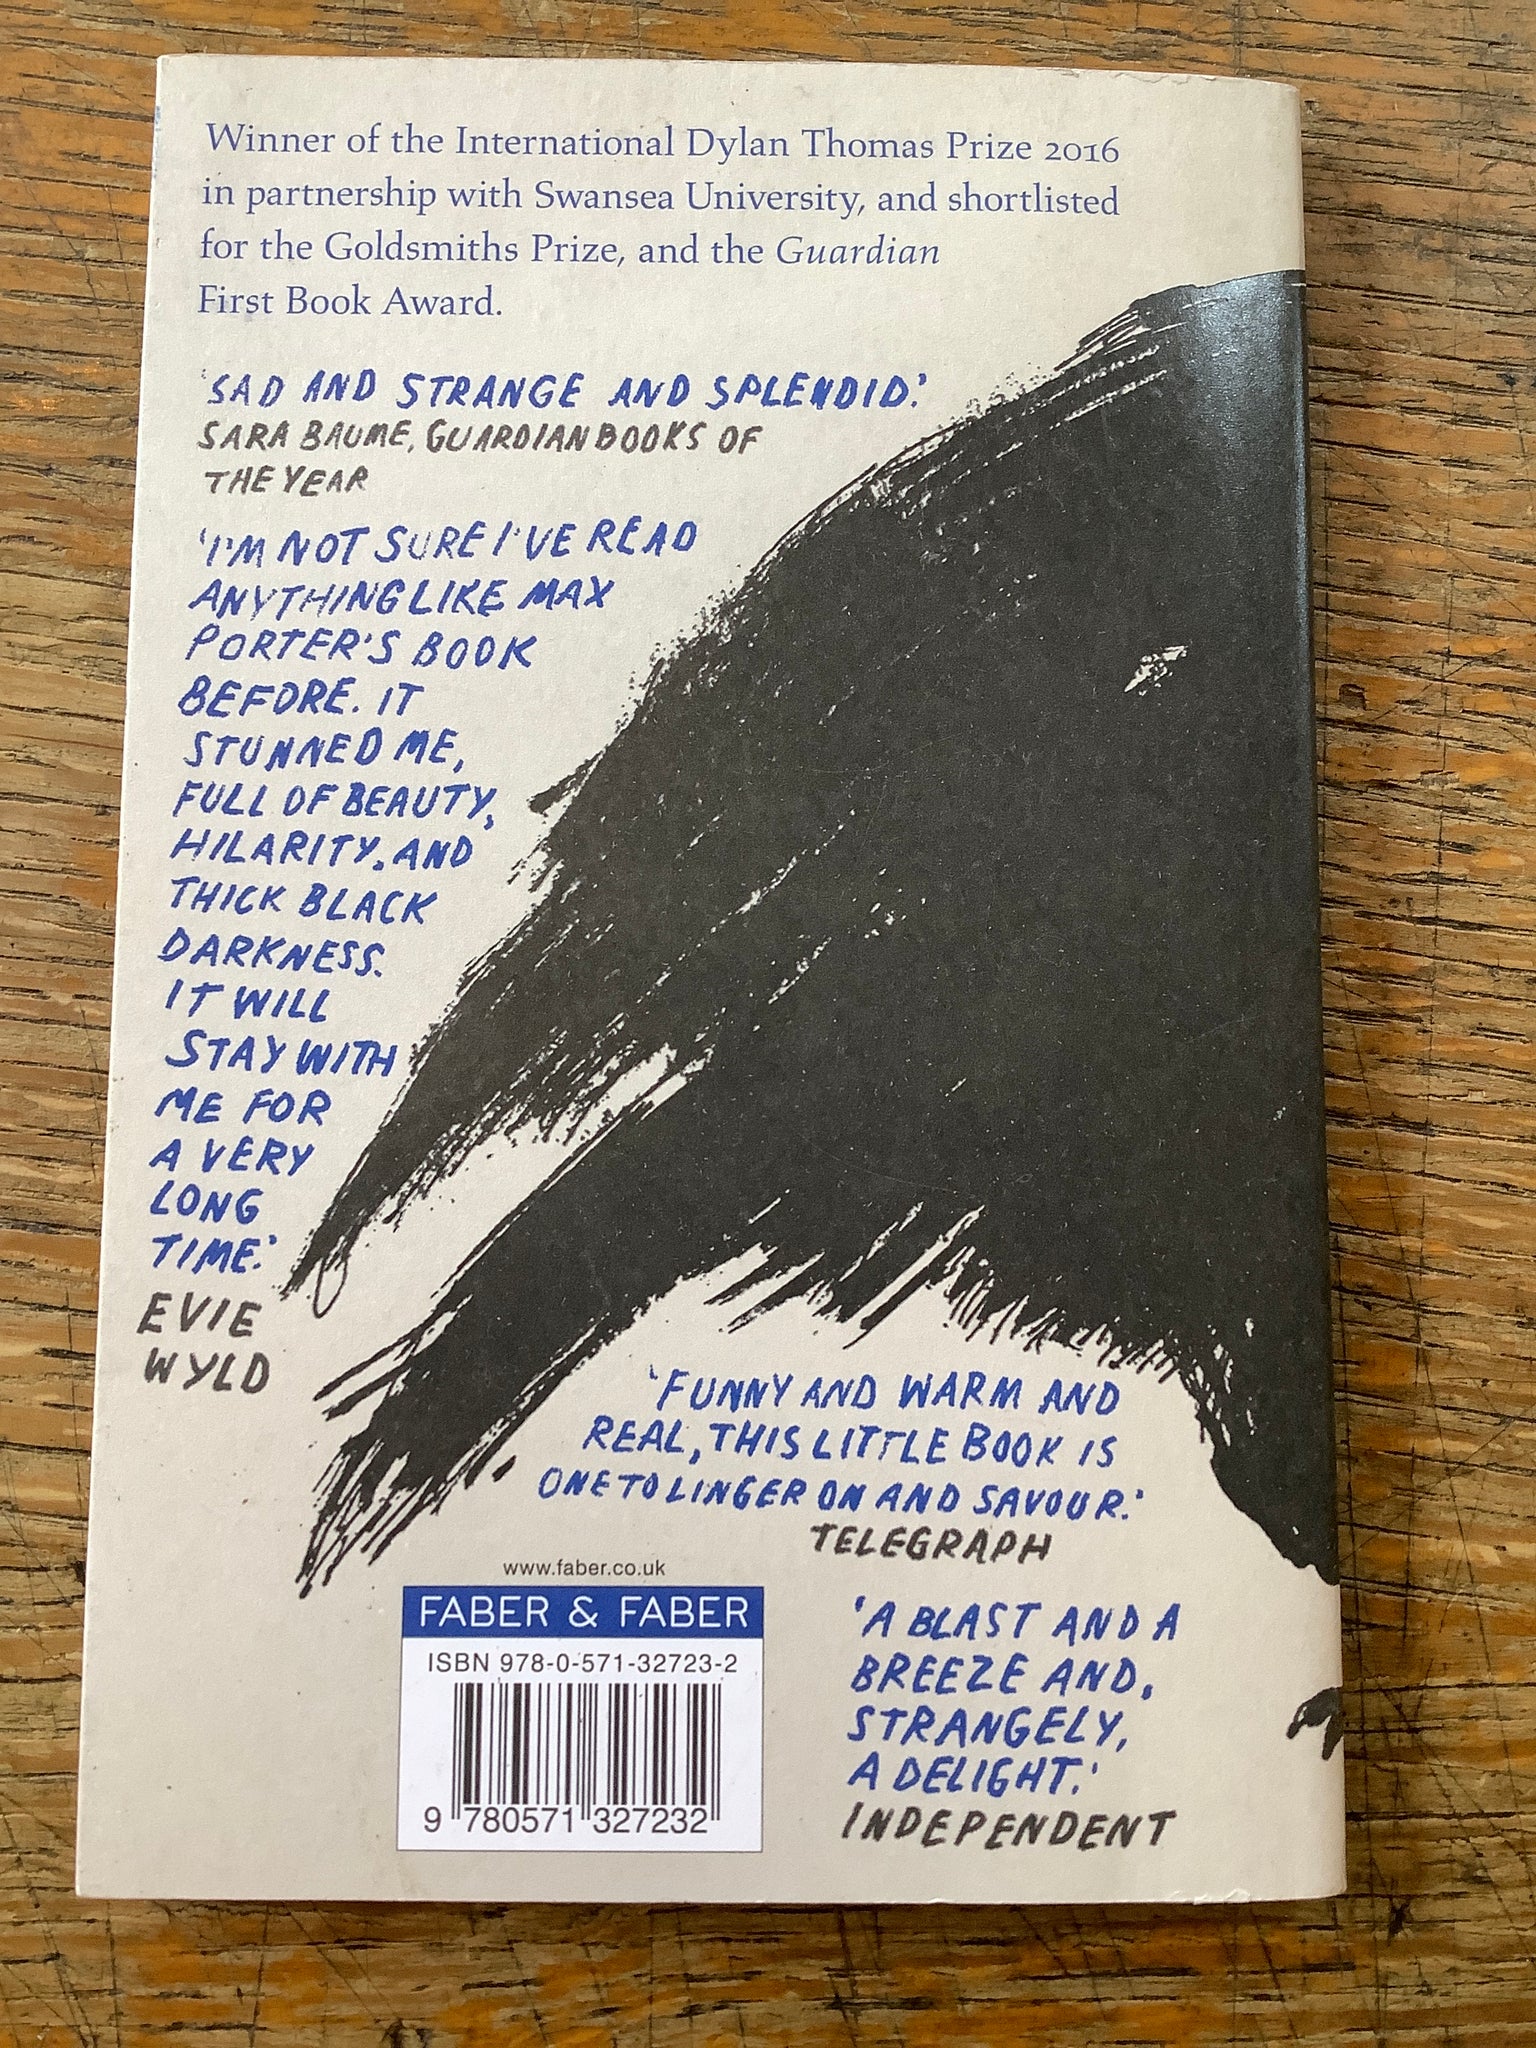 Winner of the International Dylan Thomas Prize 2016
in partnership with Swansea University, and shortlisted
for the Goldsmiths Prize, and the Guardian
First Book Award.
'SAD AND STRANGE AND SPLENDID.'
SARA BAUME, GUARDIAN BOOKS OF
THE YEAR
'I'M NOT SURE I'VE READ
ANYTHING LIKE MAX
PORTER'S BOOK
BEFORE. IT
STUNNED ME,
FULL OF BEAUTY,
HILARITY, AND
THICK BLACK
DARKNESS.
IT WILL
STAY WITH
ME FOR
A VERY
LONG
TIME.'
EVIE
WYLD
'FUNNY AND WARM AND
REAL, THIS LITTLE BOOK IS
ONE TO LINGER ON AND SAVOUR.'
TELEGRAPH
'A BLAST AND A
BREEZE AND,
STRANGELY,
A DELIGHT.'
INDEPENDENT
www.faber.co.uk
FABER & FABER
ISBN 978-0-571-32723-2
9 780571 327232